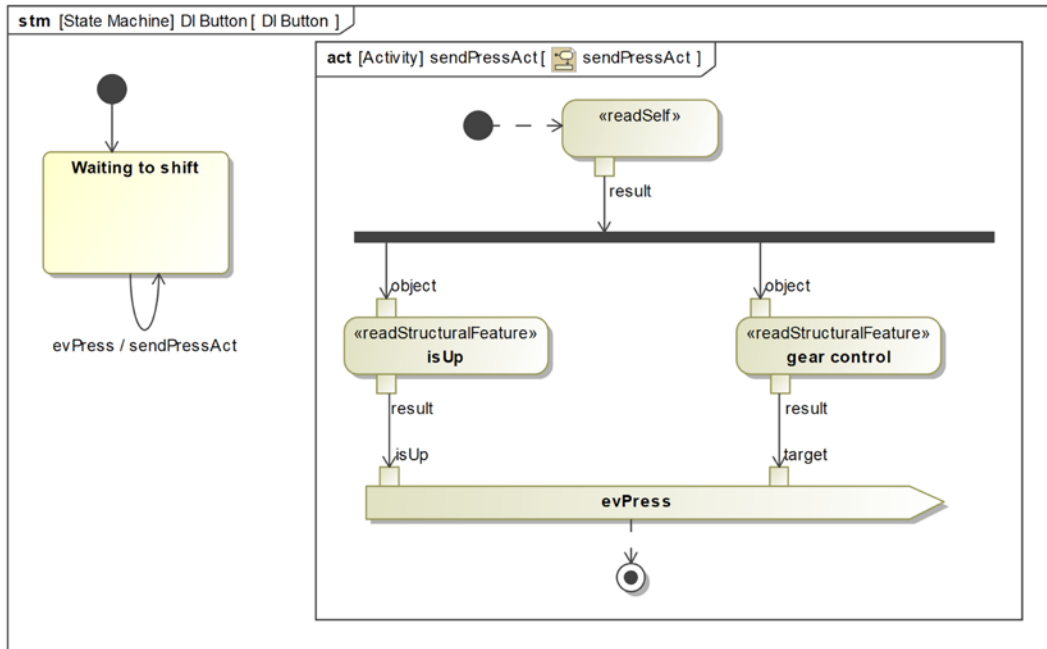 stm [State Machine] DI Button [ DI Button ]
act [Activity] sendPressAct [ sendPressAct ]
«readSelf»
Waiting to shift
result
object
object
«readStructuralFeature»
isUp
«readStructuralFeature»
gear control
evPress / sendPressAct
result
result
isUp
target
evPress